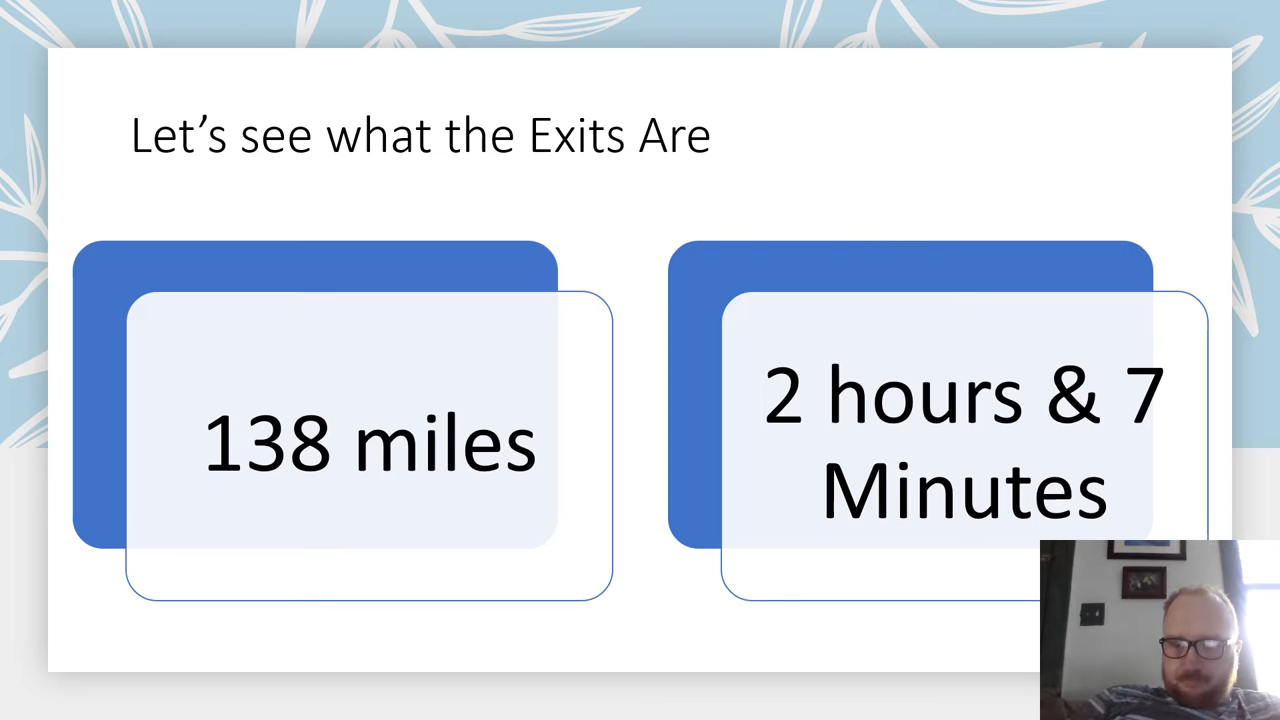 Let’s see what the Exits Are
138 miles
2 hours & 7
Minutes